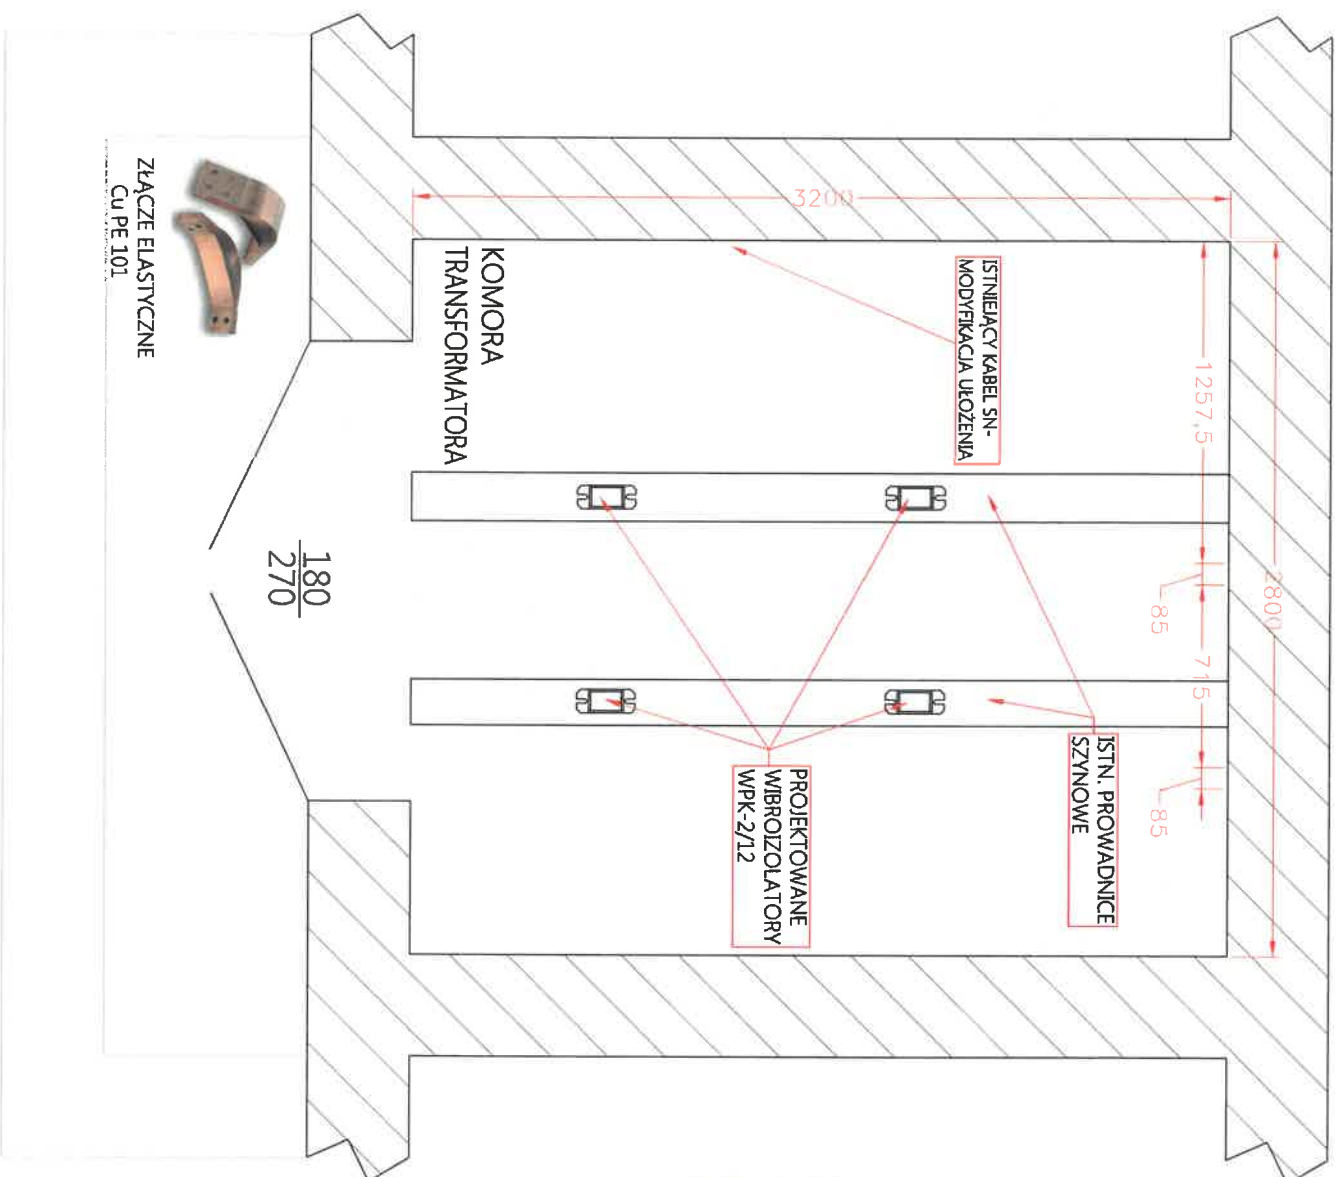 3200
2800
1257,5
85
715
85
ISTNIEJĄCY KABEL SN-
MODYFIKACJA UŁOŻENIA
KOMORA
TRANSFORMATORA
ISTN. PROWADNICE
SZYNOWE
PROJEKTOWANE
WIBROIZOLATORY
WPK-2/12
180
270
ZŁĄCZE ELASTYCZNE
Cu PE 101